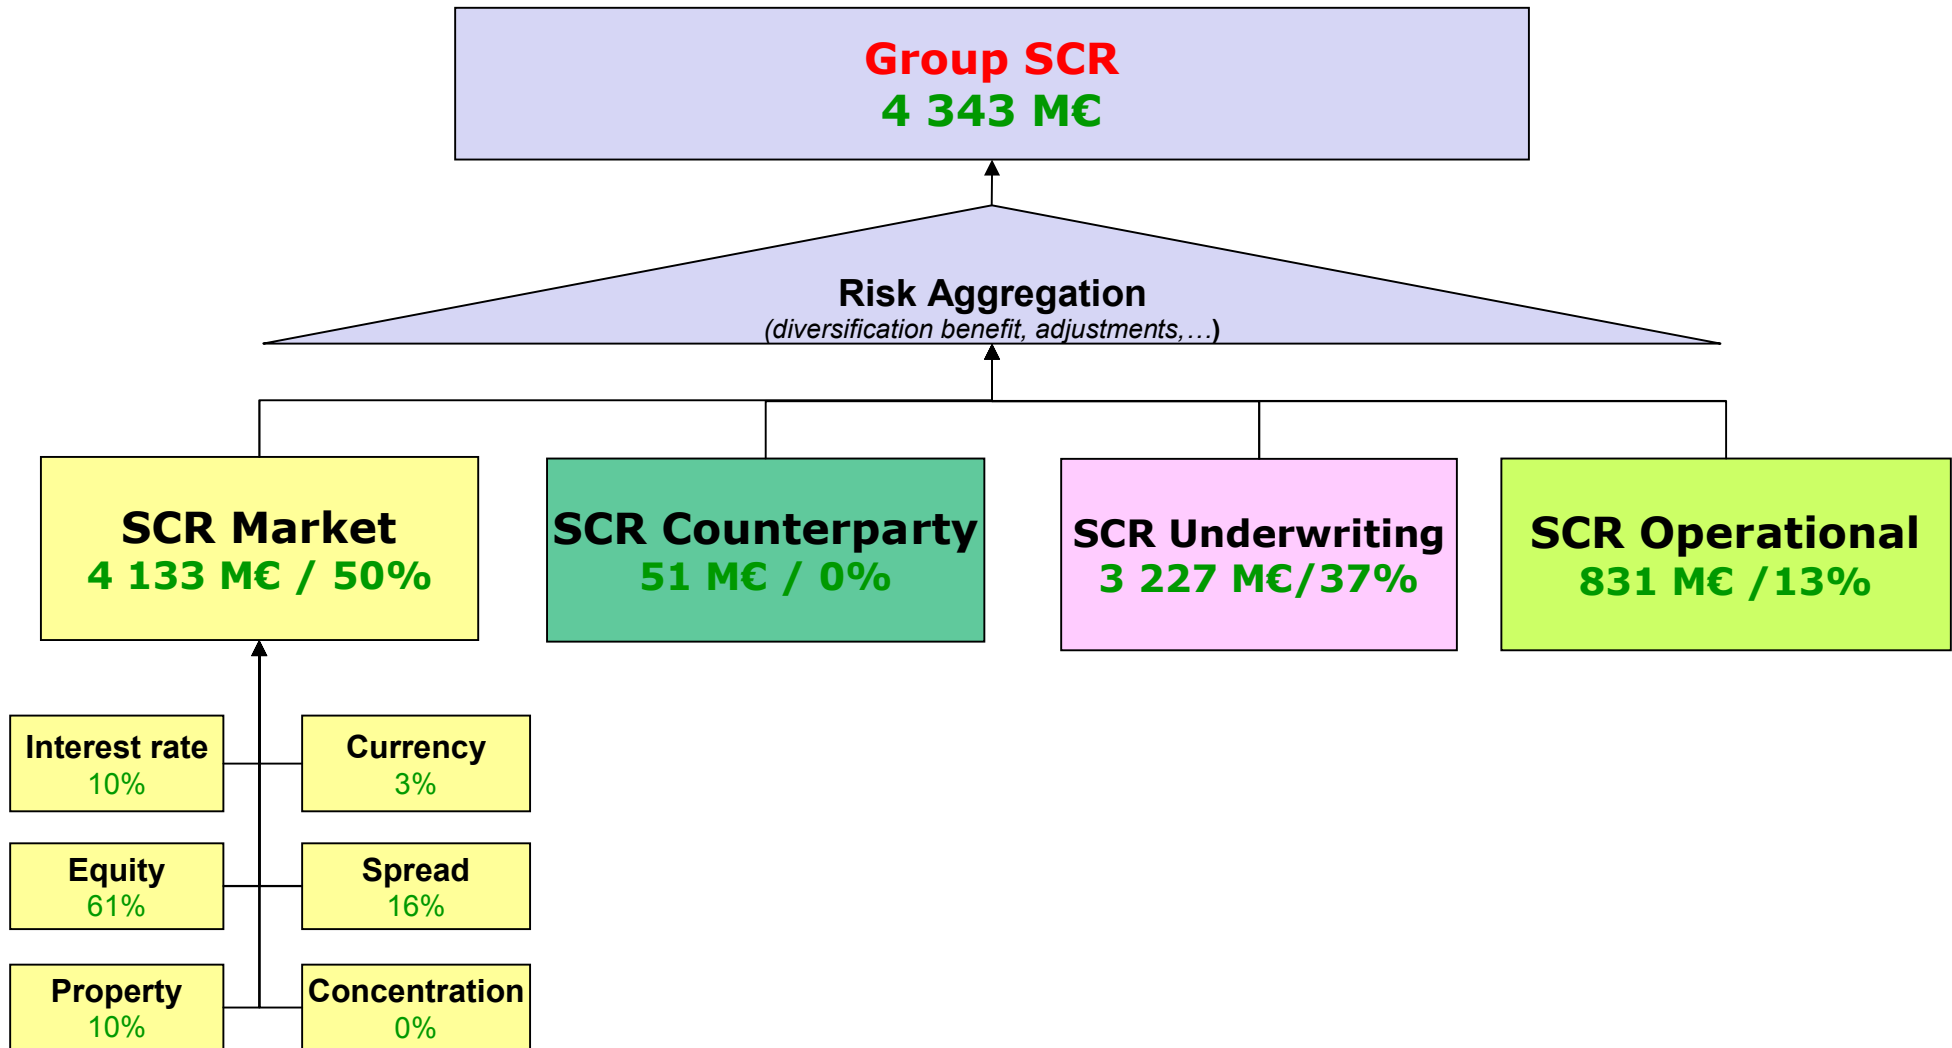 Group SCR
4 343 M€
Risk Aggregation
(diversification benefit, adjustments,…)
SCR Market
4 133 M€ / 50%
SCR Counterparty
51 M€ / 0%
SCR Underwriting
3 227 M€/37%
SCR Operational
831 M€ /13%
Interest rate
10%
Currency
3%
Equity
61%
Spread
16%
Property
10%
Concentration
0%